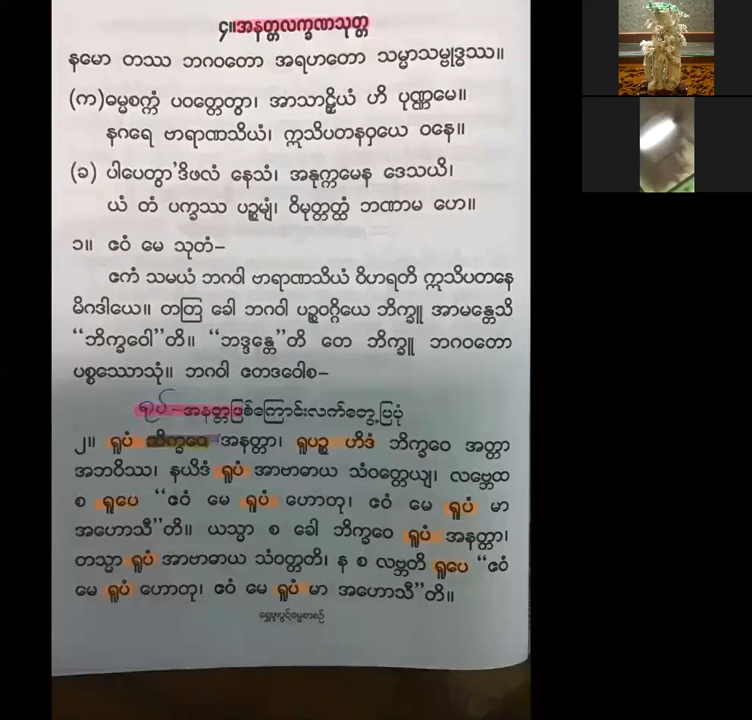 ၄။အနတ္တလက္ခဏသုတ္တ
နမော တဿ ဘဂဝတော အရဟတော သမ္မာသမ္ဗုဒ္ဓဿ။
(က)ဓမ္မစက္ကံ ပဝတ္တေတွာ၊ အာသာဠှိယံ ဟိ ပုဏ္ဏမေ။
နဂရေ ဗာရာဏသိယံ၊ ဣသိပတနဝှယေ ဝနေ။
(ခ) ပါပေတွာ'ဒိဖလံ နေသံ၊ အနုက္ကမေန ဒေသယိ၊
ယံ တံ ပက္ခဿ ပဉ္စမျံ၊ ဝိမုတ္တတ္ထံ ဘဏာမ ဟေ။
၁။ ဧဝံ မေ သုတံ–
ဧကံ သမယံ ဘဂဝါ ဗာရာဏသိယံ ဝိဟရတိ ဣသိပတနေ
မိဂဒါယေ။ တတြ ခေါ ဘဂဝါ ပဉ္စဝဂ္ဂိယေ ဘိက္ခူ အာမန္တေသိ
“ဘိက္ခဝေါ”တိ။ “ဘဒ္ဒန္တေ”တိ တေ ဘိက္ခူ ဘဂဝတော
ပစ္စဿောသုံ။ ဘဂဝါ ဧတဒဝေါစ–
ရုပ် –အနတ္တဖြစ်ကြောင်းလက်တွေ့ပြပုံ
၂။ ရူပံ ဘိက္ခဝေ အနတ္တာ၊ ရူပဉ္စ ဟိဒံ ဘိက္ခဝေ အတ္တာ
အဘဝိဿ၊ နယိဒံ ရူပံ အာဗာဓာယ သံဝတ္တေယျ၊ လဗ္ဘေထ
စ ရူပေ “ဧဝံ မေ ရူပံ ဟောတု၊ ဧဝံ မေ ရူပံ မာ
အဟောသီ”တိ။ ယသ္မာ စ ခေါ ဘိက္ခဝေ ရူပံ အနတ္တာ၊
တသ္မာ ရူပံ အာဗာဓာယ သံဝတ္တတိ၊ န စ လဗ္ဘတိ ရူပေ “ဧဝံ
မေ ရူပံ ဟောတု၊ ဧဝံ မေ ရူပံ မာ အဟောသီ”တိ။